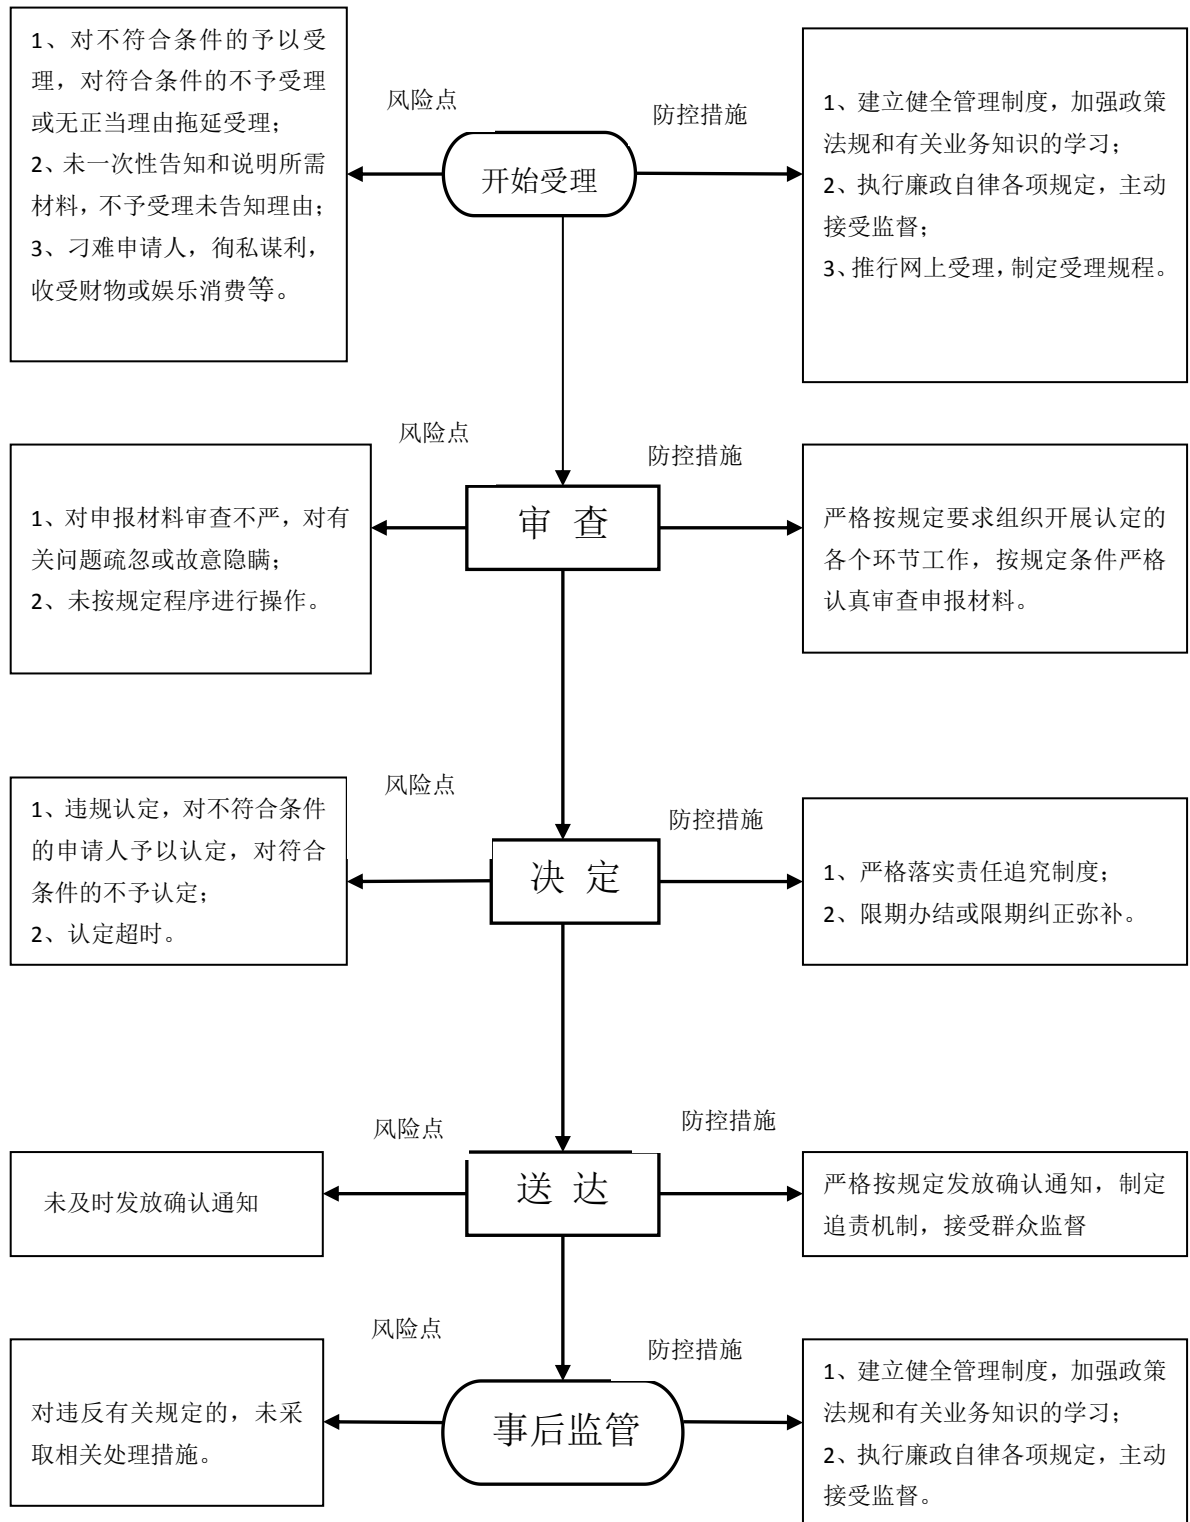 1、对不符合条件的予以受
理，对符合条件的不予受理
或无正当理由拖延受理；
2、未一次性告知和说明所需
材料，不予受理未告知理由；
3、刁难申请人，徇私谋利，
收受财物或娱乐消费等。
风险点
开始受理
防控措施
1、建立健全管理制度，加强政策
法规和有关业务知识的学习；
2、执行廉政自律各项规定，主动
接受监督；
3、推行网上受理，制定受理规程。
1、对申报材料审查不严，对有
关问题疏忽或故意隐瞒；
2、未按规定程序进行操作。
风险点
审 查
防控措施
严格按规定要求组织开展认定的
各个环节工作，按规定条件严格
认真审查申报材料。
1、违规认定，对不符合条件
的申请人予以认定，对符合
条件的不予认定；
2、认定超时。
风险点
决 定
防控措施
1、严格落实责任追究制度；
2、限期办结或限期纠正弥补。
未及时发放确认通知
风险点
送 达
防控措施
严格按规定发放确认通知，制定
追责机制，接受群众监督
对违反有关规定的，未采
取相关处理措施。
风险点
事后监管
防控措施
1、建立健全管理制度，加强政策
法规和有关业务知识的学习；
2、执行廉政自律各项规定，主动
接受监督。